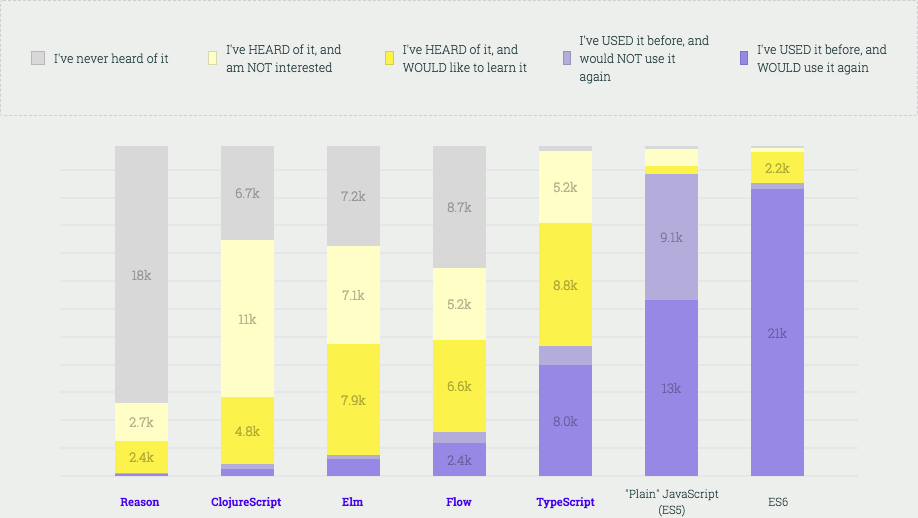 I've never heard of it
I've HEARD of it, and
am NOT interested
I've HEARD of it, and
WOULD like to learn it
I've USED it before, and
would NOT use it
again
I've USED it before, and
WOULD use it again
18k
2.7k
2.4k
6.7k
11k
4.8k
7.2k
7.1k
7.9k
8.7k
5.2k
6.6k
2.4k
5.2k
8.8k
8.0k
9.1k
13k
2.2k
21k
Reason
ClojureScript
Elm
Flow
TypeScript
"Plain" JavaScript
(ES5)
ES6